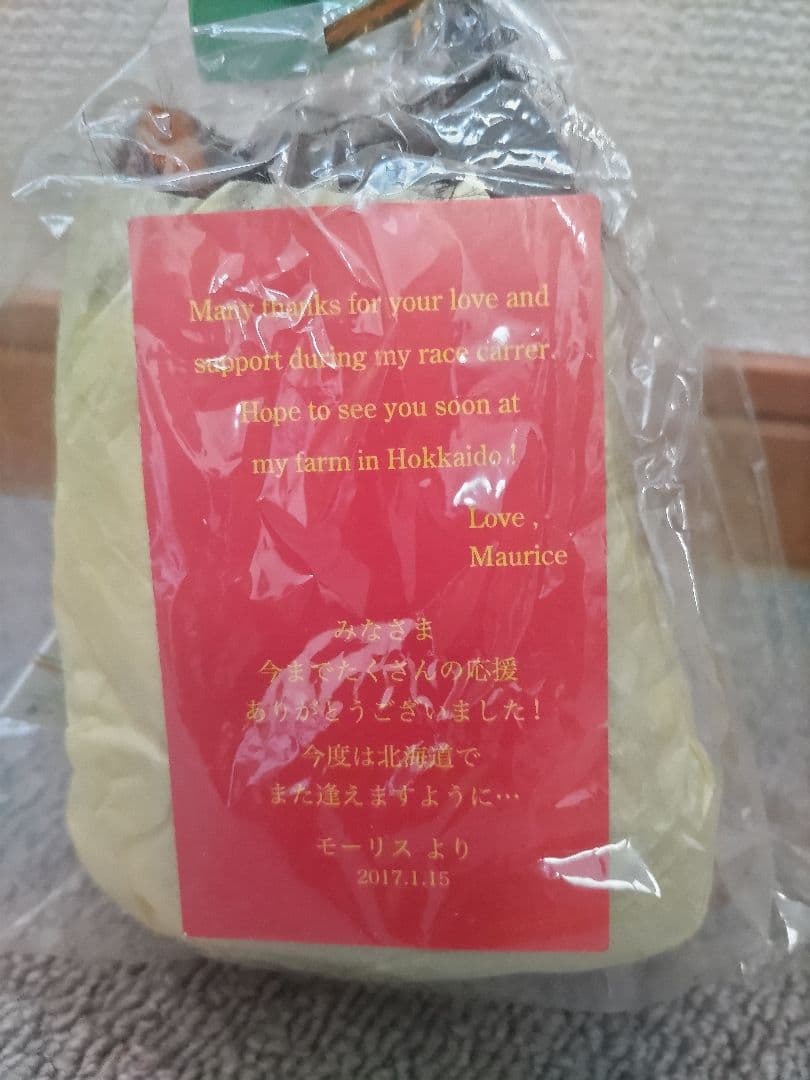 Many thanks for your love and
support during my race carrer.
Hope to see you soon at
my farm in Hokkaido !
Love ,
Maurice
みなさま
今までたくさんの応援
ありがとうございました!
今度は北海道で
また逢えますように…
モーリス より
2017.1.15